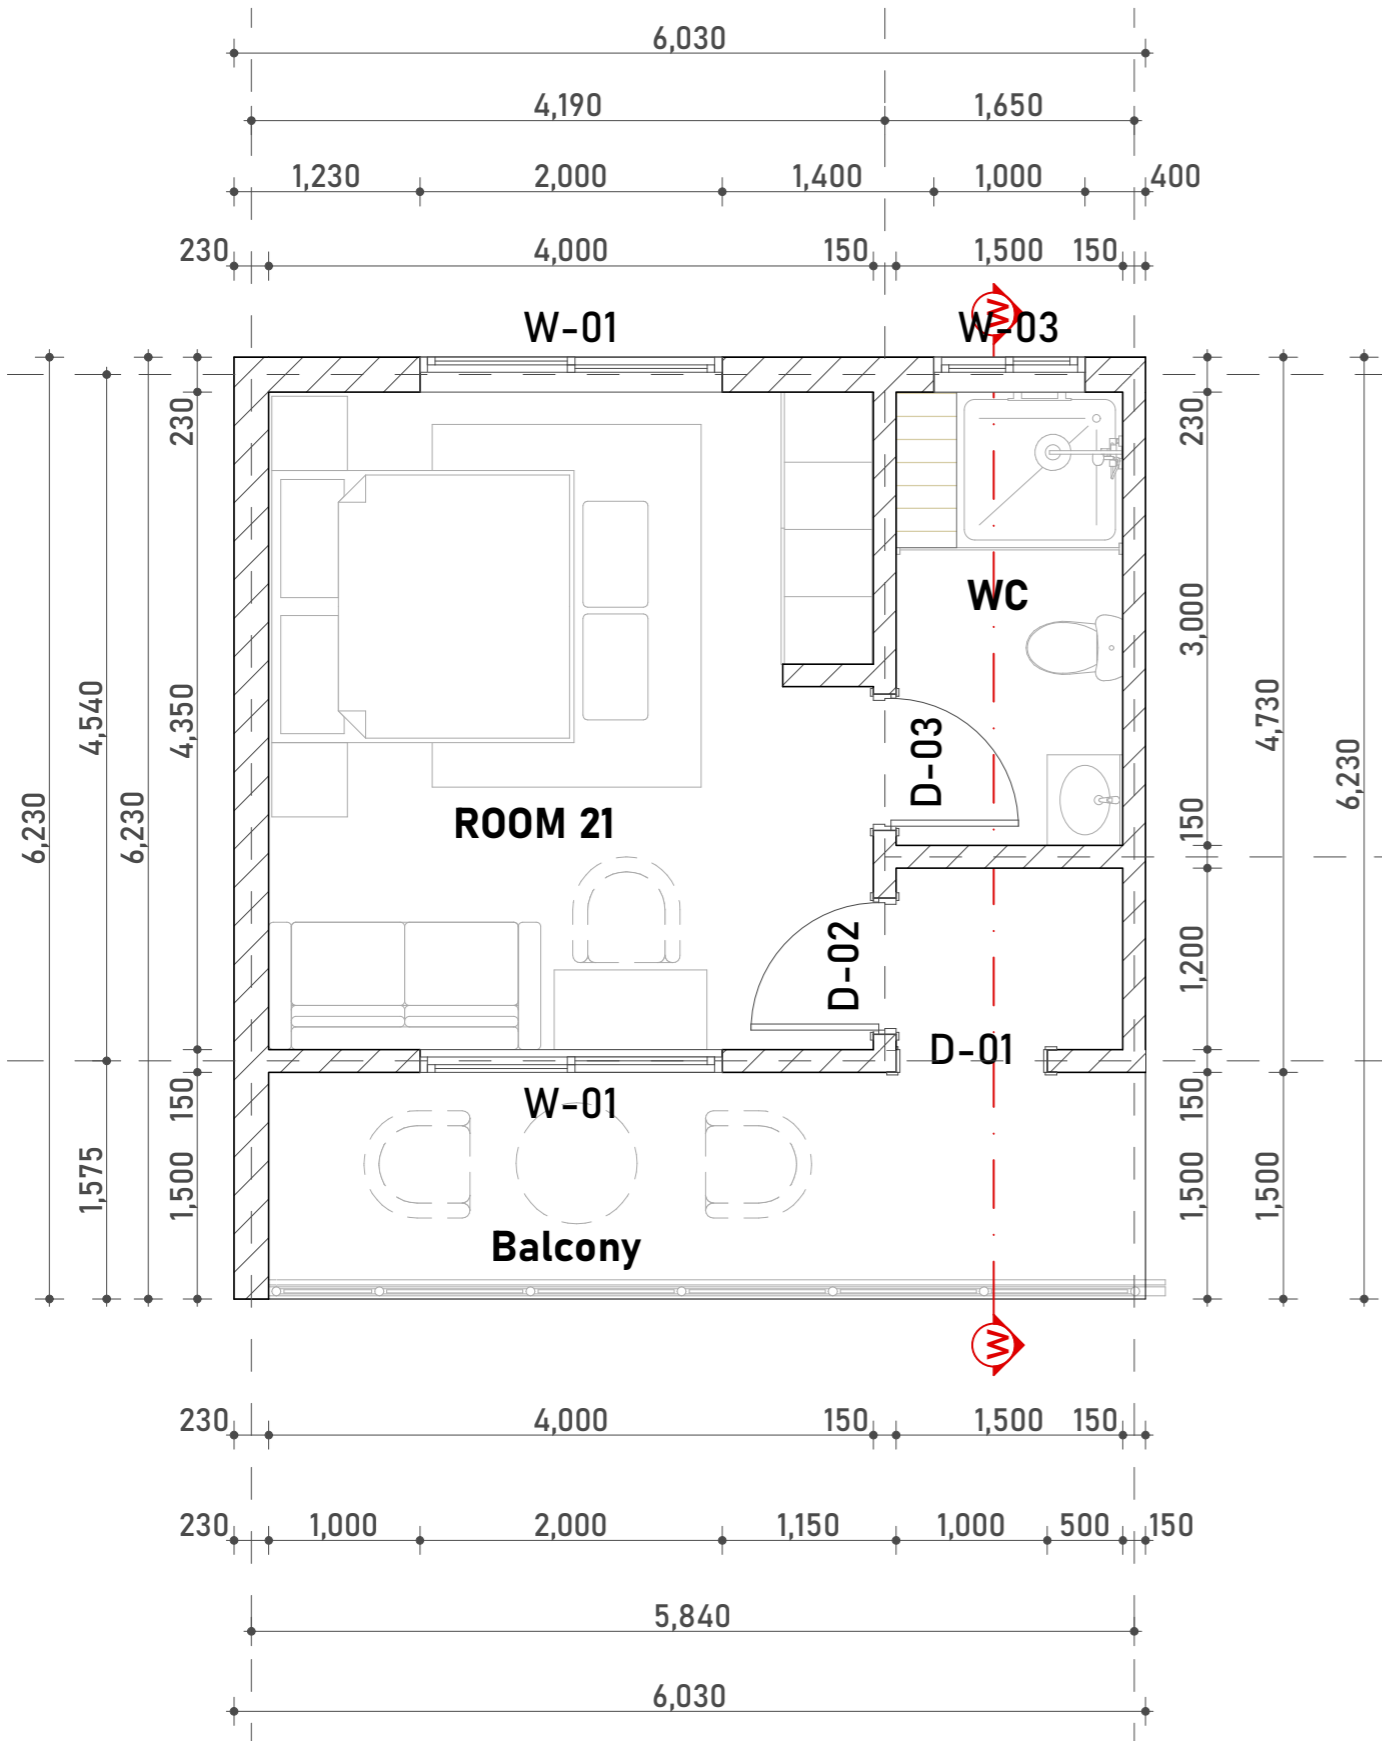 6,030
4,190 1,650
1,230 2,000 1,400 1,000 400
230 4,000 150 1,500 150
W
W-01 W-03
230 230
WC
3,000
4,540 4,350 4,730
D-03
6,230 6,230 6,230
ROOM 21 150
D-02 1,200
D-01
W-01
150 150
1,575 1,500 1,500 1,500
Balcony
W
230 4,000 150 1,500 150
230 1,000 2,000 1,150 1,000 500 150
5,840
6,030